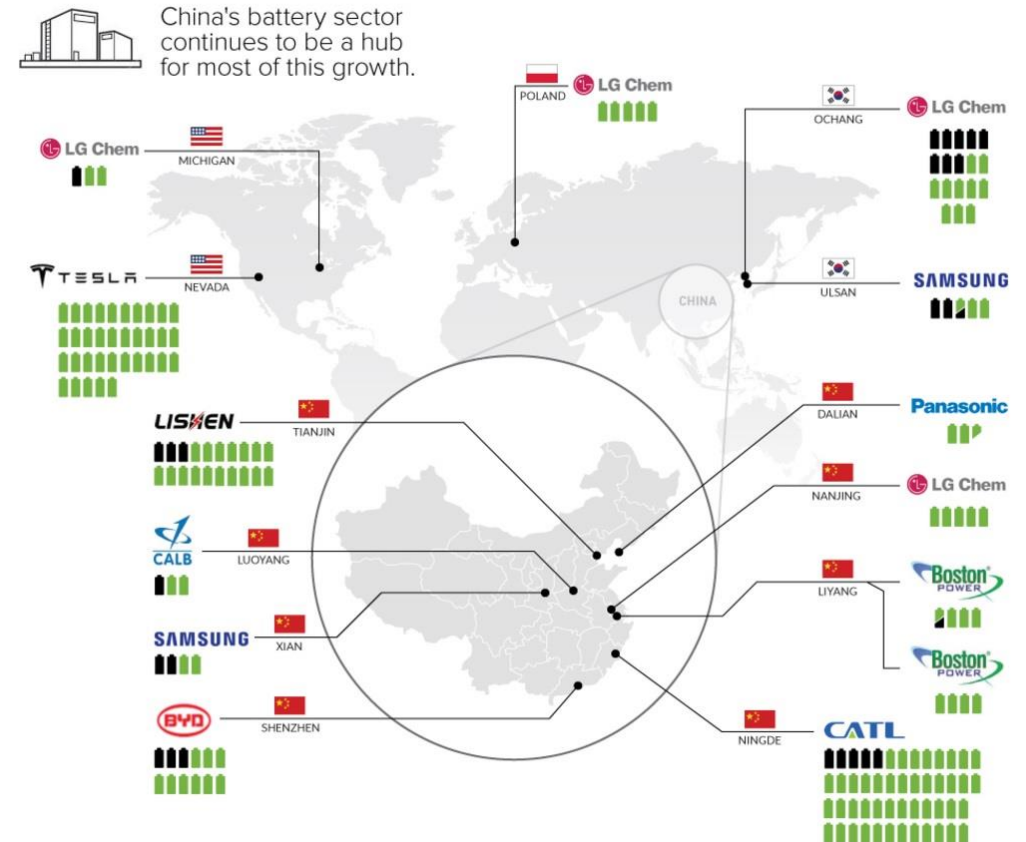 China's battery sector
continues to be a hub
for most of this growth.
POLAND
LG Chem
OCHANG
LG Chem
LG Chem
MICHIGAN
TESLA
NEVADA
ULSAN
SAMSUNG
CHINA
LISHEN
TIANJIN
DALIAN
Panasonic
NANJING
LG Chem
CALB
LUOYANG
LIYANG
Boston
POWER
SAMSUNG
XIAN
Boston
POWER
BYD
SHENZHEN
NINGDE
CATL